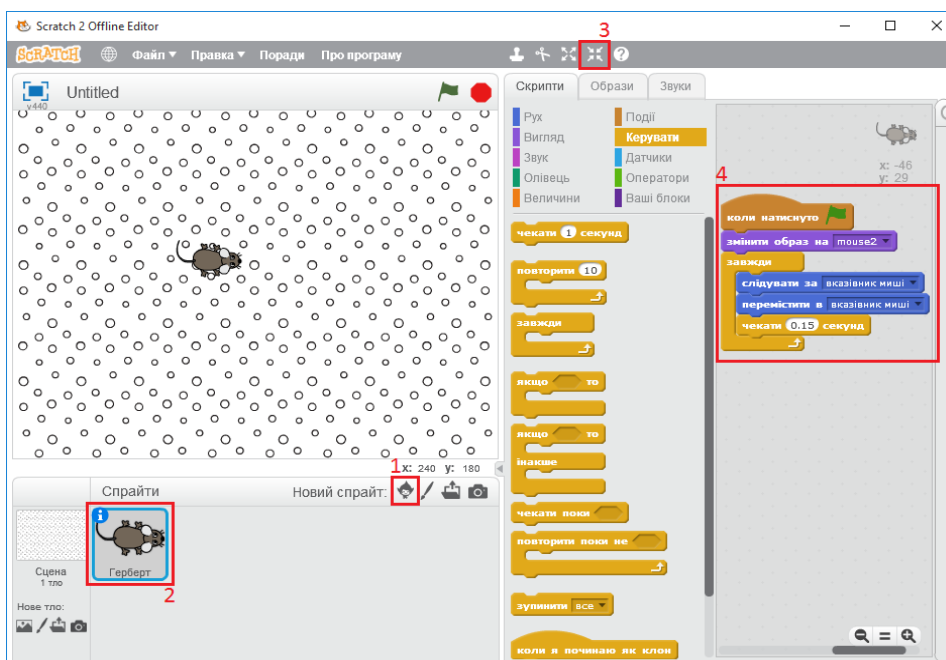 Scratch 2 Offline Editor
3
SCRATCH Файл Правка Поради Про програму
Untitled
v440
Скрипти Образи Звуки
Рух
Вигляд
Звук
Олівець
Величини
Події
Керувати
Датчики
Оператори
Ваші блоки
чекати 1 секунд
повторити 10
завжди
якщо то
якщо то
інакше
чекати поки
повторити поки не
зупинити все
коли я починаю як клон
x: -46
y: 29
4
коли натиснуто
змінити образ на mouse2
завжди
слідувати за вказівник миші
перемістити в вказівник миші
чекати 0.15 секунд
x: 240 y: 180
1
Спрайти Новий спрайт:
Сцена
1 тло
Нове тло:
Герберт
2